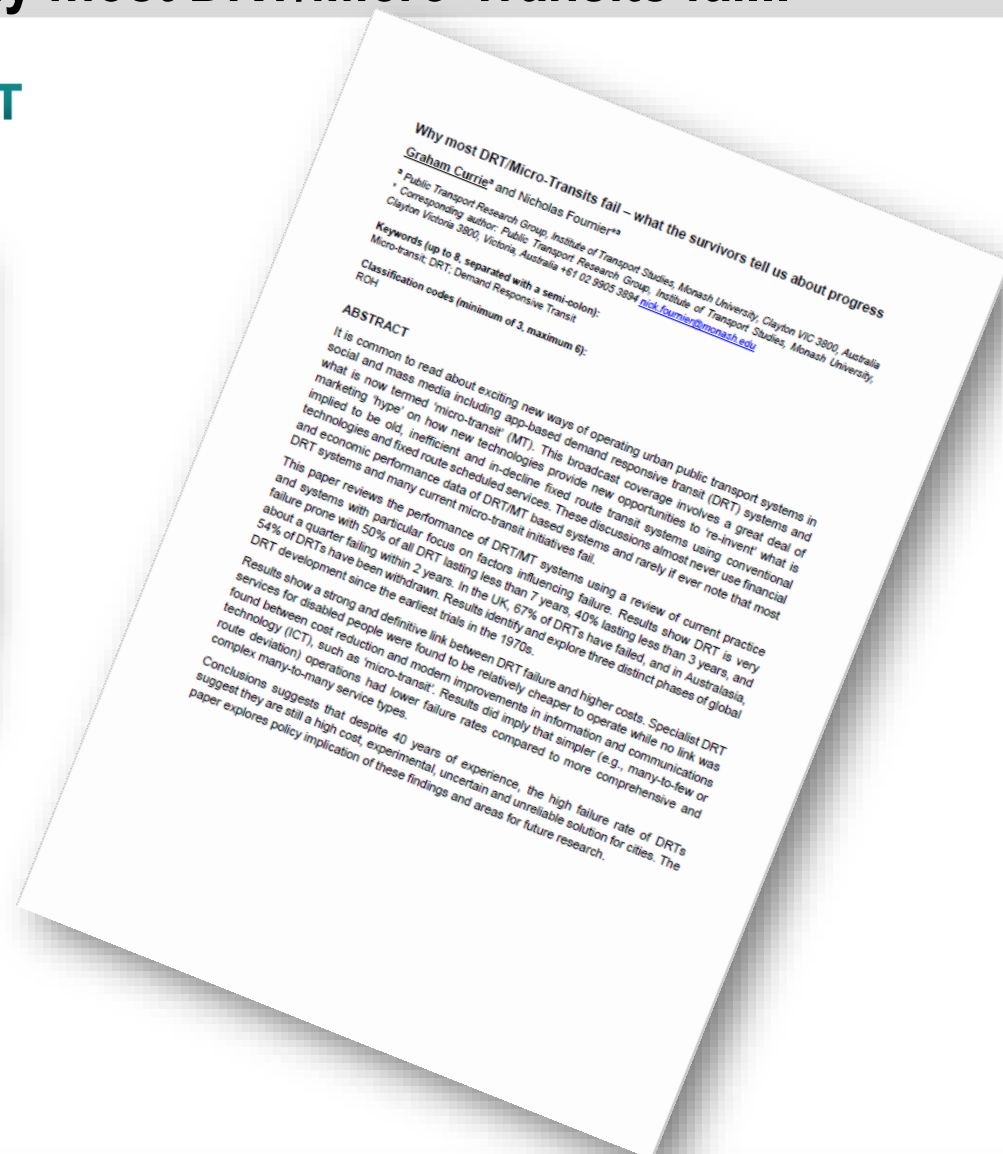 T
Why most DRT/Micro-Transits fail – what the survivors tell us about progress
Graham Currieª and Nicholas Fournier*ª
ª Public Transport Research Group, Institute of Transport Studies, Monash University, Clayton VIC 3800, Australia
* Corresponding author: Public Transport Research Group, Institute of Transport Studies, Monash University,
Clayton Victoria 3800, Victoria, Australia +61 02 9905 3894 nick.fournier@monash.edu
Keywords (up to 8, separated with a semi-colon):
Micro-transit; DRT; Demand Responsive Transit
Classification codes (minimum of 3, maximum 6):
ROH
ABSTRACT
It is common to read about exciting new ways of operating urban public transport systems in
social and mass media including app-based demand responsive transit (DRT) systems and
what is now termed 'micro-transit' (MT). This broadcast coverage involves a great deal of
marketing 'hype' on how new technologies provide new opportunities to 're-invent' what is
implied to be old, inefficient and in-decline fixed route transit systems using conventional
technologies and fixed route scheduled services. These discussions almost never use financial
and economic performance data of DRT/MT based systems and rarely if ever note that most
DRT systems and many current micro-transit initiatives fail.
This paper reviews the performance of DRT/MT systems using a review of current practice
and systems with particular focus on factors influencing failure. Results show DRT is very
failure prone with 50% of all DRT lasting less than 7 years, 40% lasting less than 3 years, and
about a quarter failing within 2 years. In the UK, 67% of DRTs have failed, and in Australasia,
54% of DRTs have been withdrawn. Results identify and explore three distinct phases of global
DRT development since the earliest trials in the 1970s.
Results show a strong and definitive link between DRT failure and higher costs. Specialist DRT
services for disabled people were found to be relatively cheaper to operate while no link was
found between cost reduction and modern improvements in information and communications
technology (ICT), such as 'micro-transit'. Results did imply that simpler (e.g., many-to-few or
route deviation) operations had lower failure rates compared to more comprehensive and
complex many-to-many service types.
Conclusions suggests that despite 40 years of experience, the high failure rate of DRTs
suggest they are still a high cost, experimental, uncertain and unreliable solution for cities. The
paper explores policy implication of these findings and areas for future research.